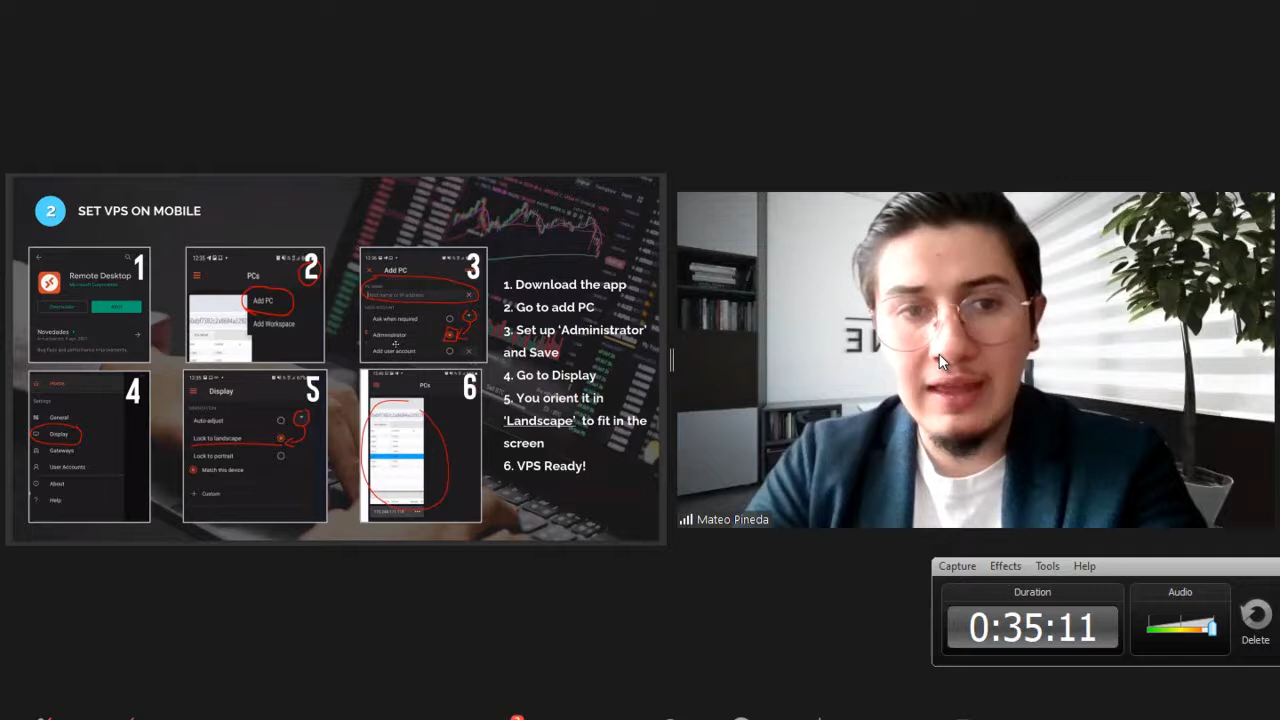 2
SET VPS ON MOBILE
1
Remote Desktop
Novedades
2
PCs
Add PC
Add Workspace
3
Add PC
Ask when required
Administrator
Add user account
4
Home
Settings
General
Display
Gateways
User Accounts
About
Help
5
Display
Auto-adjust
Lock to landscape
Lock to portrait
Match this device
Custom
6
PCs
1. Download the app
2. Go to add PC
3. Set up 'Administrator'
and Save
4. Go to Display
5. You orient it in
'Landscape' to fit in the
screen
6. VPS Ready!
Mateo Pineda
Capture Effects Tools Help
Duration
0:35:11
Audio
Delete